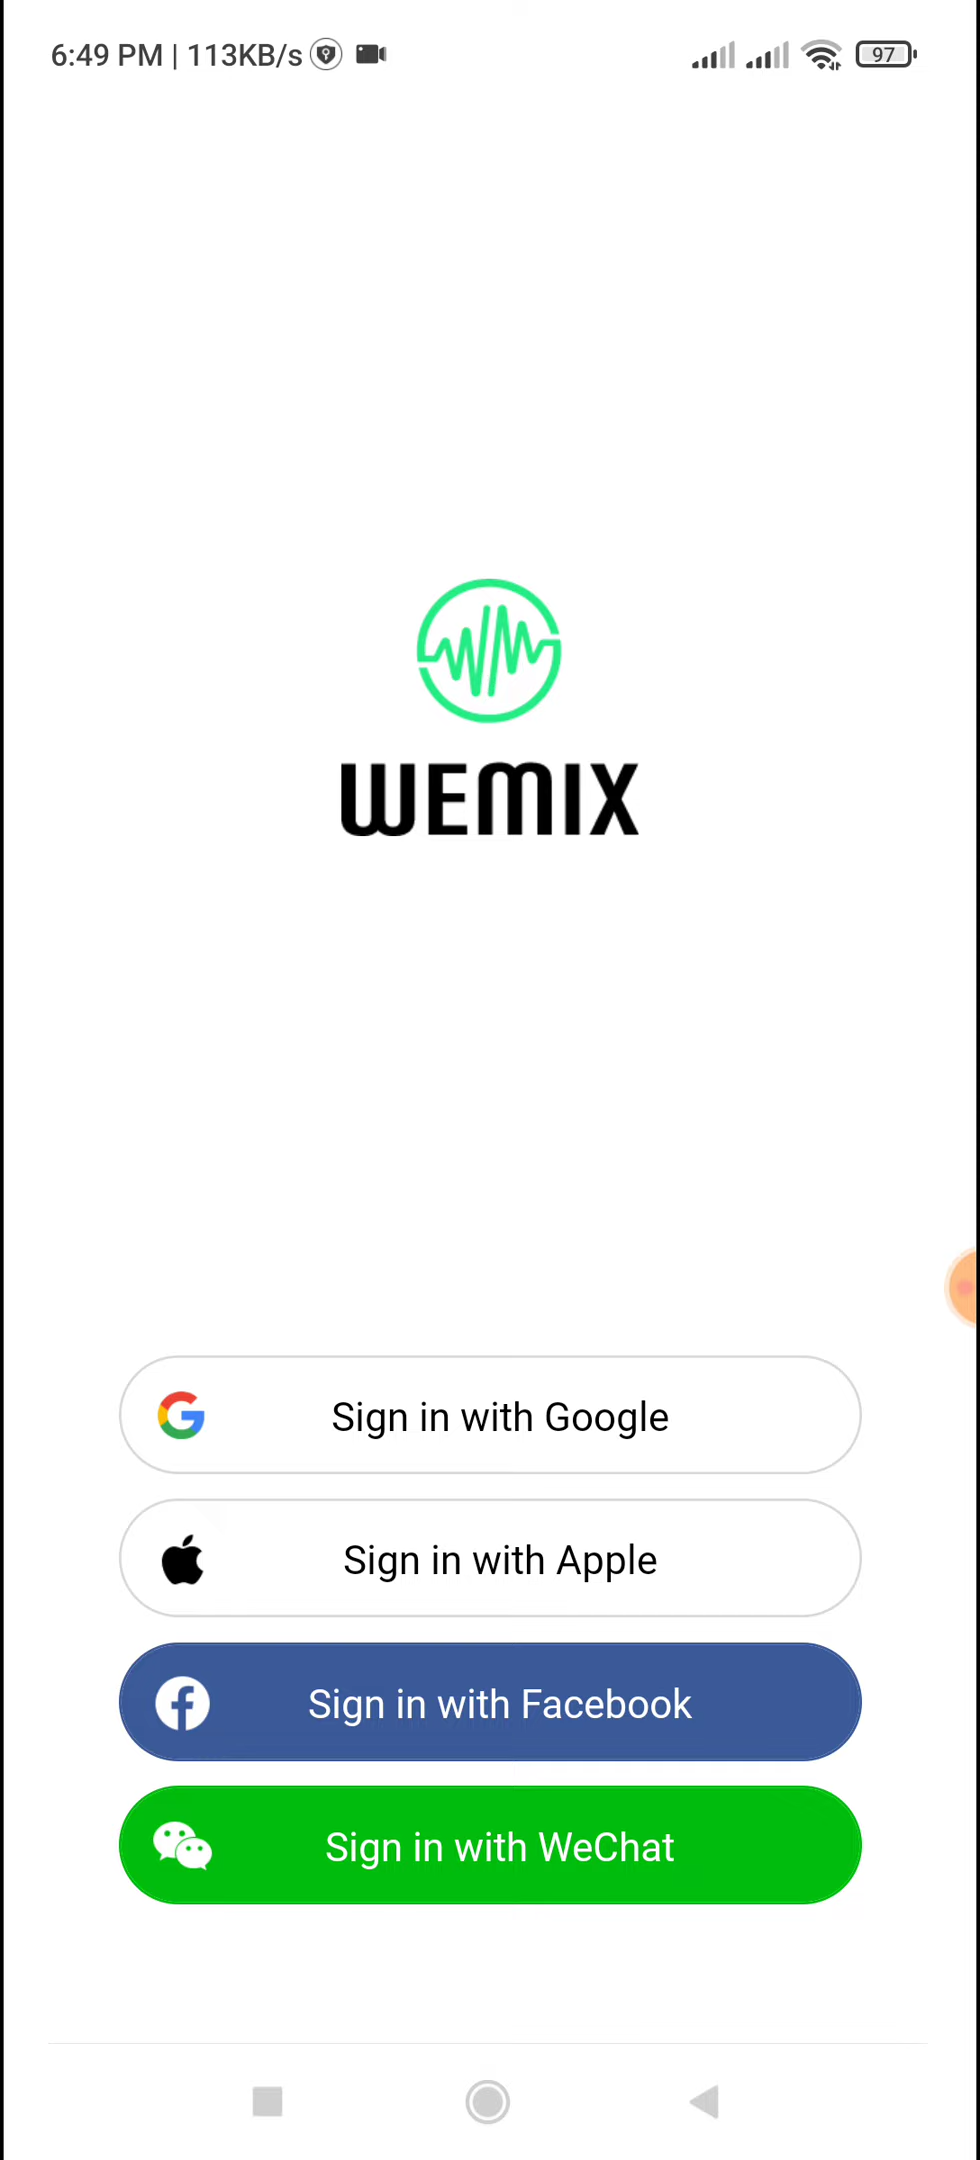 6:49 PM | 113KB/s 97
WEMIX
Sign in with Google
Sign in with Apple
Sign in with Facebook
Sign in with WeChat